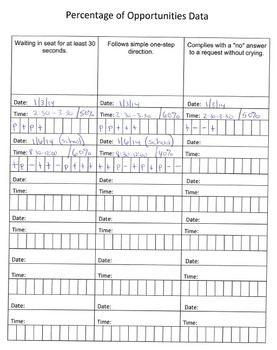 Percentage of Opportunities Data
Waiting in seat for at least 30 seconds.
Follows simple one-step direction.
Complies with a "no" answer to a request without crying.
Date: 1/3/14 Date: 1/3/14 Date: 1/3/14
Time: 2:30-3:30 /50% Time: 2:30-3:30 /60% Time: 2:30-3:30 /50%
p + p + p p + + + + - - +
Date: 1/6/14 (school) Date: 1/6/14 (school) Date:
Time: 8:30-12:00 /60% Time: 8:30-12:00 /40% Time:
Date: Date: Date:
Time: Time: Time:
Date: Date: Date:
Time: Time: Time:
Date: Date: Date:
Time: Time: Time:
Date: Date: Date:
Time: Time: Time:
Date: Date: Date:
Time: Time: Time: